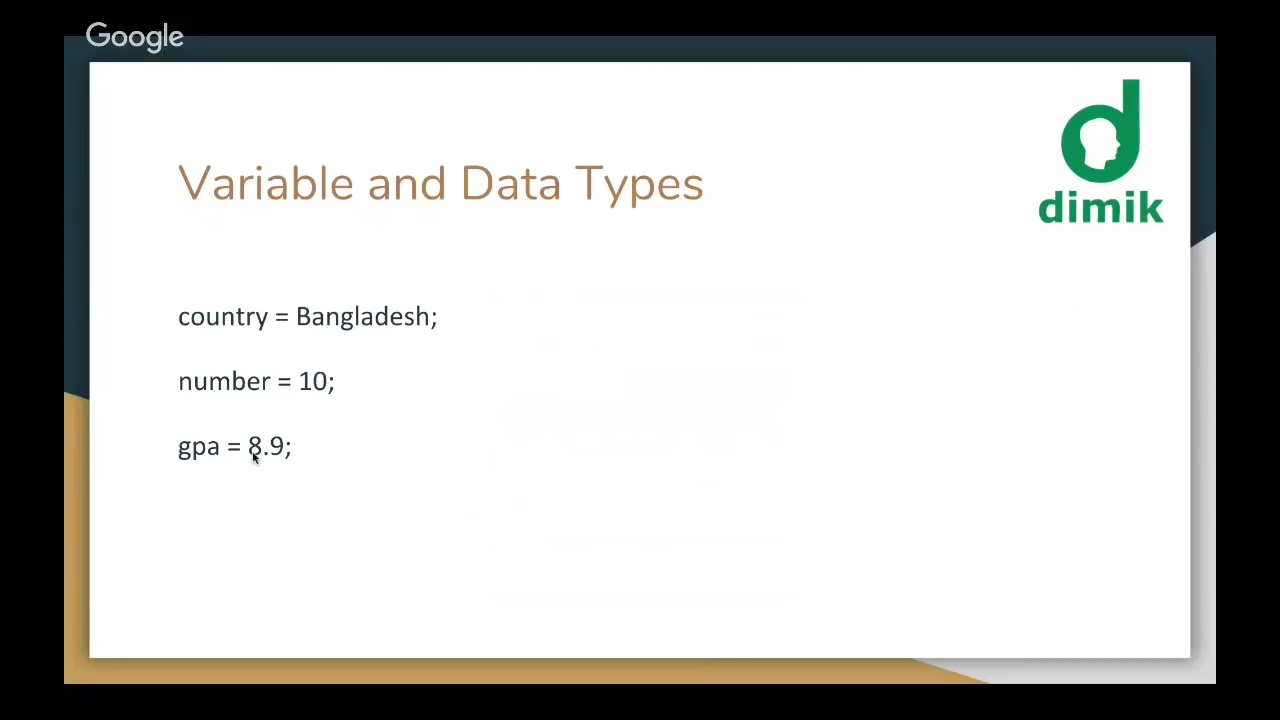 Google
dimik
Variable and Data Types
country = Bangladesh;
number = 10;
gpa = 8.9;